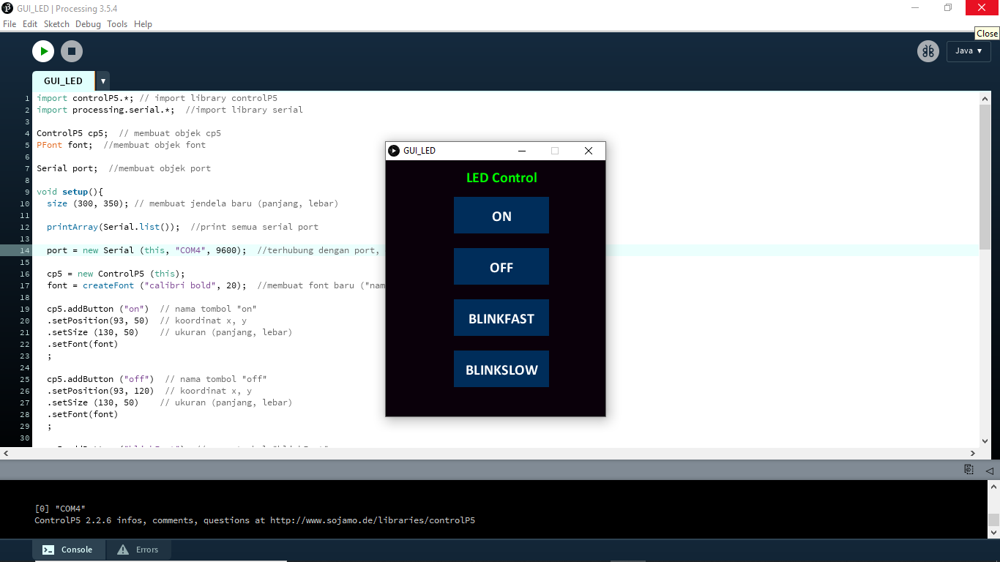 GUI_LED | Processing 3.5.4
File Edit Sketch Debug Tools Help
Close
Java ▾
GUI_LED ▾
1 import controlP5.*; // import library controlP5
2 import processing.serial.*;  //import library serial
3
4 ControlP5 cp5;  // membuat objek cp5
5 PFont font;  //membuat objek font
6
7 Serial port;  //membuat objek port
8
9 void setup(){
10   size (300, 350); // membuat jendela baru (panjang, lebar)
11
12   printArray(Serial.list());  //print semua serial port
13
14   port = new Serial (this, "COM4", 9600);  //terhubung dengan port,
15
16   cp5 = new ControlP5 (this);
17   font = createFont ("calibri bold", 20);  //membuat font baru ("nam
18
19   cp5.addButton ("on")  // nama tombol "on"
20   .setPosition(93, 50)  // koordinat x, y
21   .setSize (130, 50)    // ukuran (panjang, lebar)
22   .setFont(font)
23   ;
24
25   cp5.addButton ("off")  // nama tombol "off"
26   .setPosition(93, 120)  // koordinat x, y
27   .setSize (130, 50)    // ukuran (panjang, lebar)
28   .setFont(font)
29   ;
30
GUI_LED
LED Control
ON
OFF
BLINKFAST
BLINKSLOW
[0] "COM4"
ControlP5 2.2.6 infos, comments, questions at http://www.sojamo.de/libraries/controlP5
Console Errors